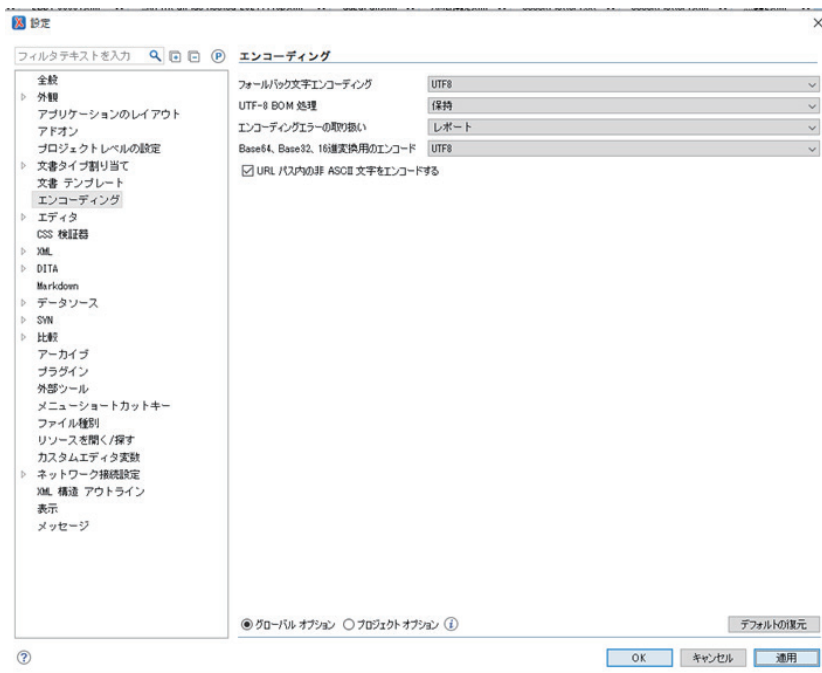 設定
フィルタテキストを入力
エンコーディング
全般
外観
アプリケーションのレイアウト
アドオン
プロジェクトレベルの設定
文書タイプ割り当て
文書 テンプレート
エンコーディング
エディタ
CSS 検証器
XML
DITA
Markdown
データソース
SVN
比較
アーカイブ
プラグイン
外部ツール
メニューショートカットキー
ファイル種別
リソースを開く/探す
カスタムエディタ変数
ネットワーク接続設定
XML 構造 アウトライン
表示
メッセージ
フォールバック文字エンコーディング UTF8
UTF-8 BOM 処理 保持
エンコーディングエラーの取り扱い レポート
Base64、Base32、16進変換用のエンコード UTF8
URL パス内の非 ASCII 文字をエンコードする
グローバル オプション プロジェクト オプション
デフォルトの復元
OK キャンセル 適用